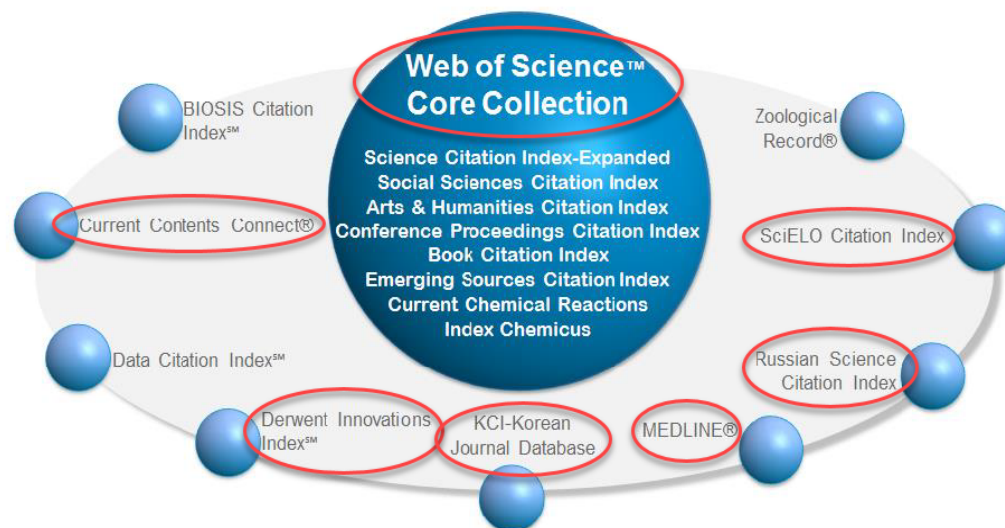 Web of Science™
Core Collection
Science Citation Index-Expanded
Social Sciences Citation Index
Arts & Humanities Citation Index
Conference Proceedings Citation Index
Book Citation Index
Emerging Sources Citation Index
Current Chemical Reactions
Index Chemicus
BIOSIS Citation
Index℠
Current Contents Connect®
Data Citation Index℠
Derwent Innovations
Index℠
KCI-Korean
Journal Database
MEDLINE®
Russian Science
Citation Index
SciELO Citation Index
Zoological
Record®